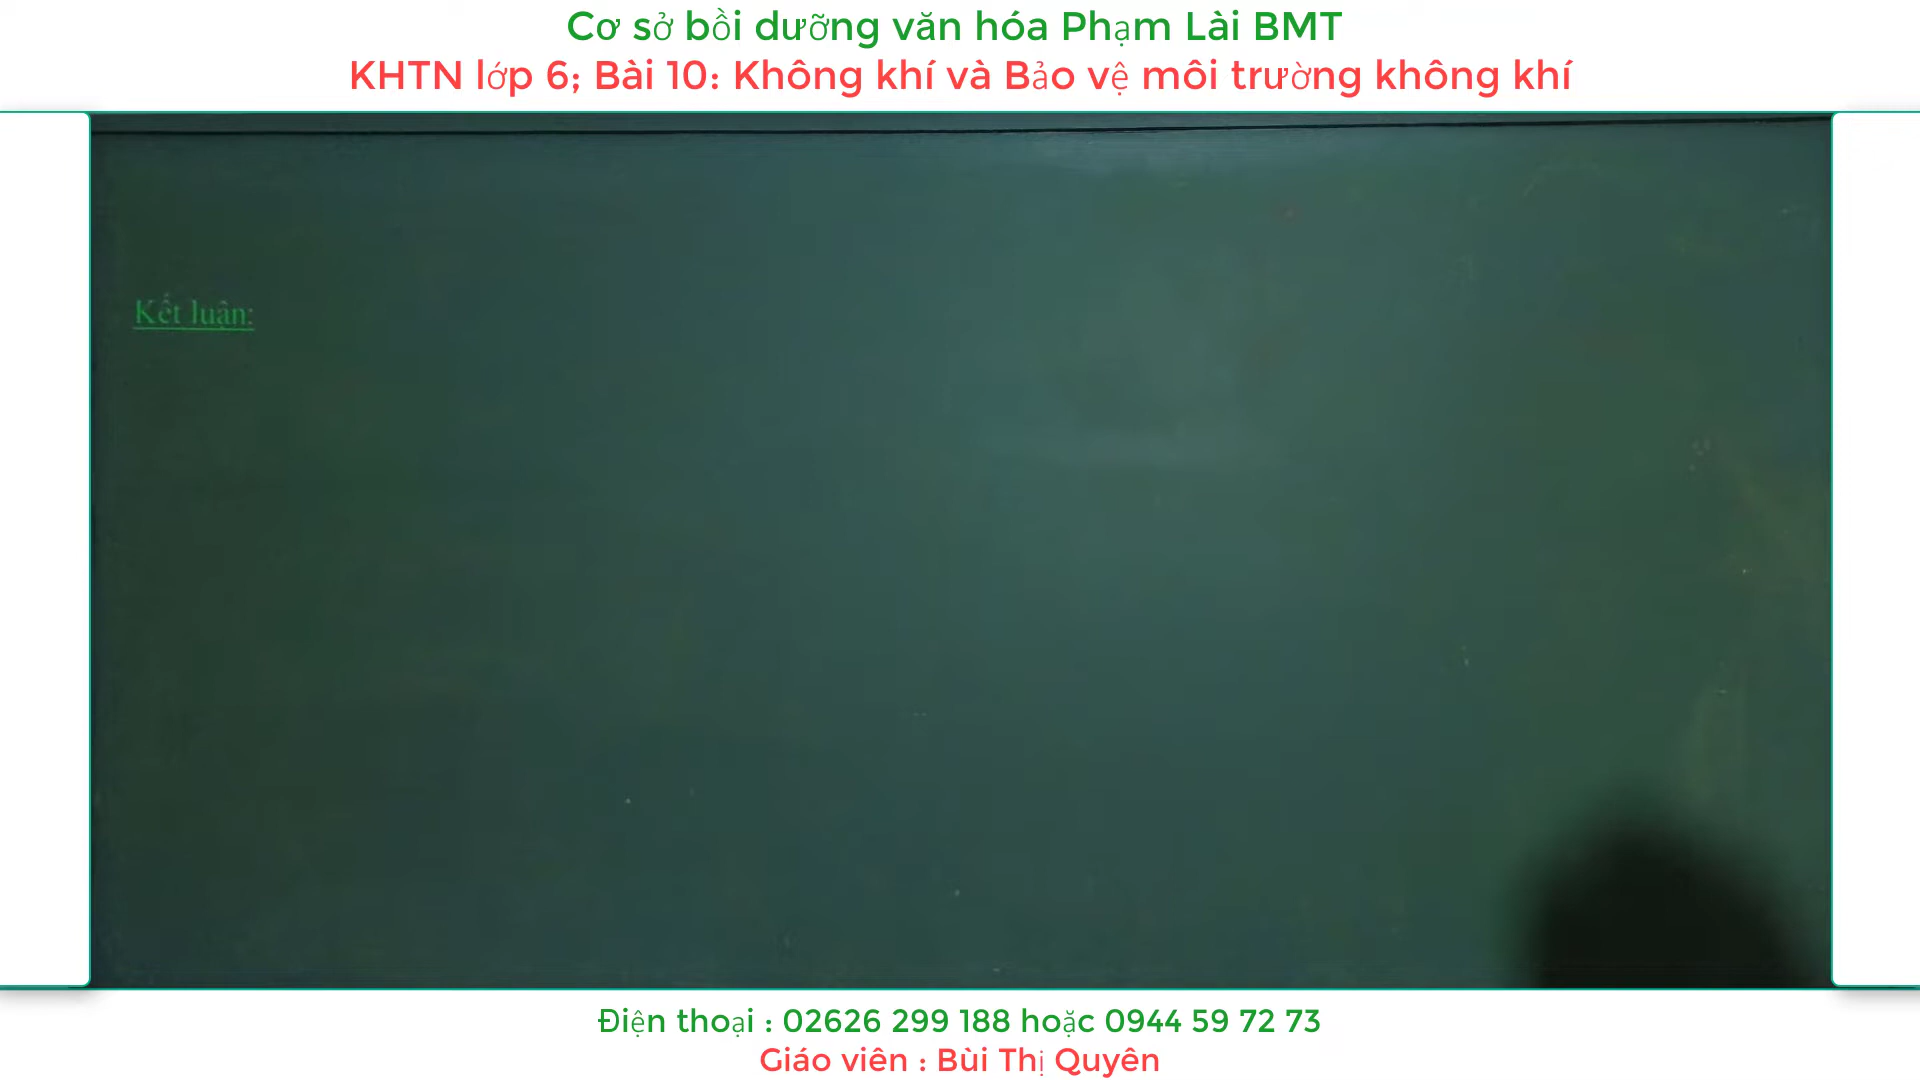 Cơ sở bồi dưỡng văn hóa Phạm Lài BMT
KHTN lớp 6; Bài 10: Không khí và Bảo vệ môi trường không khí
Kết luận:
Điện thoại : 02626 299 188 hoặc 0944 59 72 73
Giáo viên : Bùi Thị Quyên